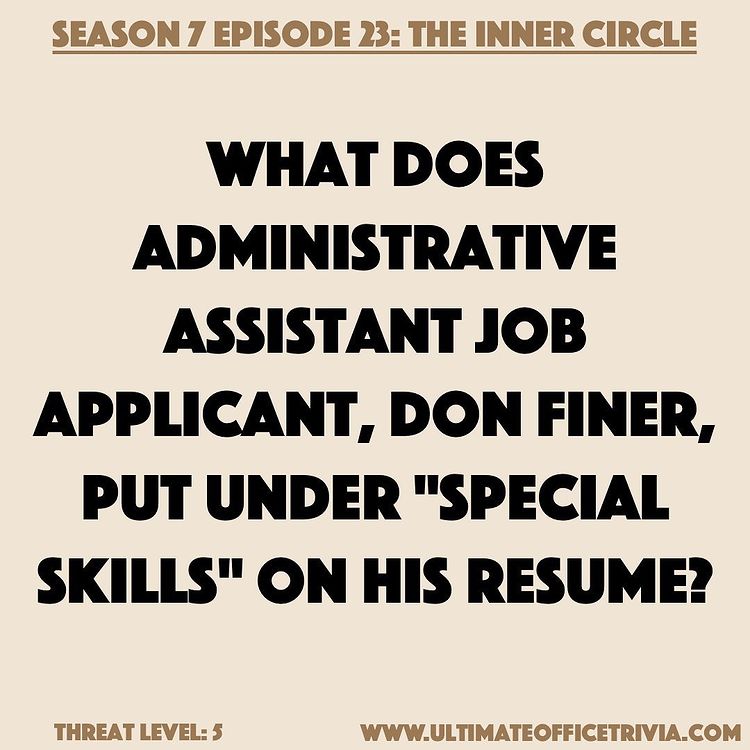 SEASON 7 EPISODE 23: THE INNER CIRCLE
WHAT DOES
ADMINISTRATIVE
ASSISTANT JOB
APPLICANT, DON FINER,
PUT UNDER "SPECIAL
SKILLS" ON HIS RESUME?
THREAT LEVEL: 5
WWW.ULTIMATEOFFICETRIVIA.COM